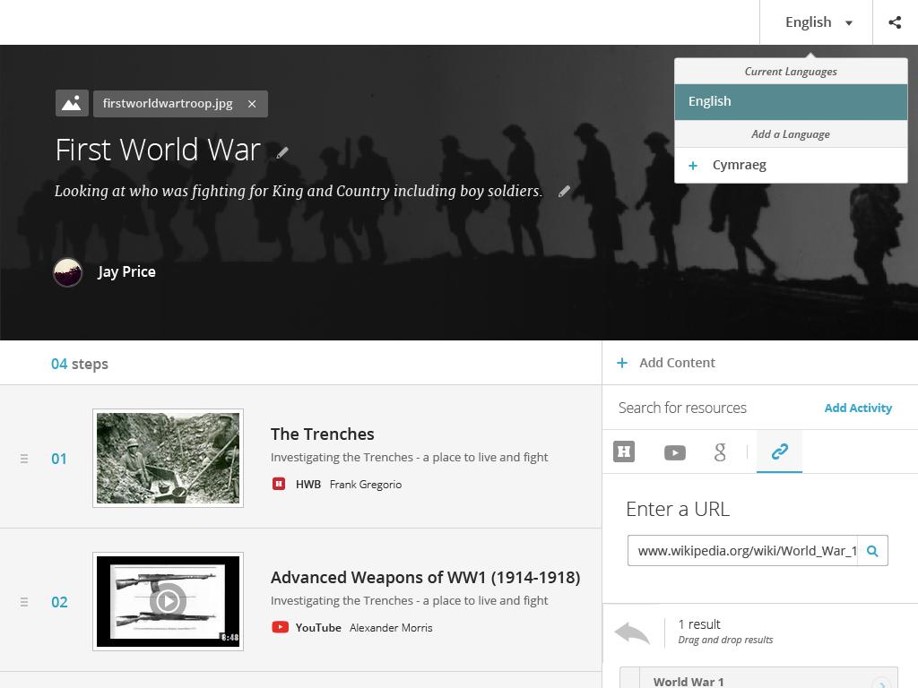 English
Current Languages
English
Add a Language
+ Cymraeg
firstworldwartroop.jpg ×
First World War
Looking at who was fighting for King and Country including boy soldiers.
Jay Price
04 steps
+ Add Content
Search for resources
Add Activity
H g
Enter a URL
www.wikipedia.org/wiki/World_War_1
1 result
Drag and drop results
World War 1
01
The Trenches
Investigating the Trenches - a place to live and fight
H HWB Frank Gregorio
02
8:48
Advanced Weapons of WW1 (1914-1918)
Investigating the Trenches - a place to live and fight
YouTube Alexander Morris